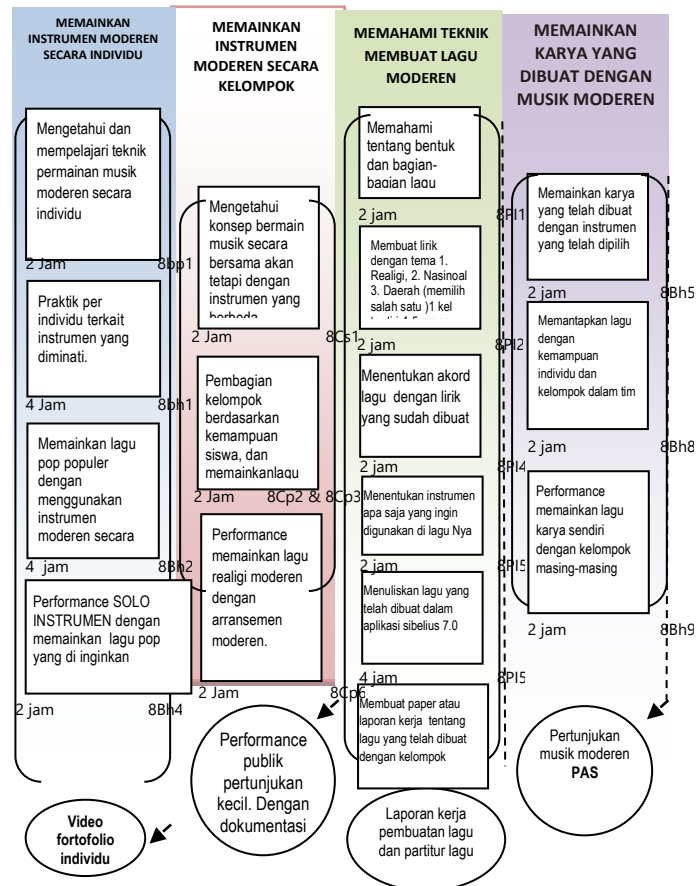 MEMAINKAN
INSTRUMEN MODEREN
SECARA INDIVIDU
Mengetahui dan
mempelajari teknik
permainan musik
moderen secara
individu
2 Jam 8bp1
Praktik per
individu terkait
instrumen yang
diminati.
4 Jam 8bh1
Memainkan lagu
pop populer
dengan
menggunakan
instrumen
moderen secara
4 jam 8Bh2
Performance SOLO
INSTRUMEN dengan
memainkan lagu pop
yang di inginkan
2 jam 8Bh4
Video
fortofolio
individu
MEMAINKAN
INSTRUMEN
MODEREN SECARA
KELOMPOK
Mengetahui
konsep bermain
musik secara
bersama akan
tetapi dengan
instrumen yang
berbeda
2 Jam 8Cs1
Pembagian
kelompok
berdasarkan
kemampuan
siswa, dan
memainkanlagu
2 Jam 8Cp2 & 8Cp3
Performance
memainkan lagu
realigi moderen
dengan
arransemen
moderen.
2 Jam 8Cp6
Performance
publik
pertunjukan
kecil. Dengan
dokumentasi
MEMAHAMI TEKNIK
MEMBUAT LAGU
MODEREN
Memahami
tentang bentuk
dan bagian-
bagian lagu
2 jam 8PI1
Membuat lirik
dengan tema 1.
Realigi, 2. Nasinoal
3. Daerah (memilih
salah satu )1 kel
2 jam 8PI2
Menentukan akord
lagu dengan lirik
yang sudah dibuat
2 jam 8PI4
Menentukan instrumen
apa saja yang ingin
digunakan di lagu Nya
2 jam 8PI5
Menuliskan lagu yang
telah dibuat dalam
aplikasi sibelius 7.0
4 jam 8PI5
Membuat paper atau
laporan kerja tentang
lagu yang telah dibuat
dengan kelompok
Laporan kerja
pembuatan lagu
dan partitur lagu
MEMAINKAN
KARYA YANG
DIBUAT DENGAN
MUSIK MODEREN
Memainkan karya
yang telah dibuat
dengan instrumen
yang telah dipilih
2 jam 8Bh5
Memantapkan lagu
dengan
kemampuan
individu dan
kelompok dalam tim
2 jam 8Bh8
Performance
memainkan lagu
karya sendiri
dengan kelompok
masing-masing
2 jam 8Bh9
Pertunjukan
musik moderen
PAS